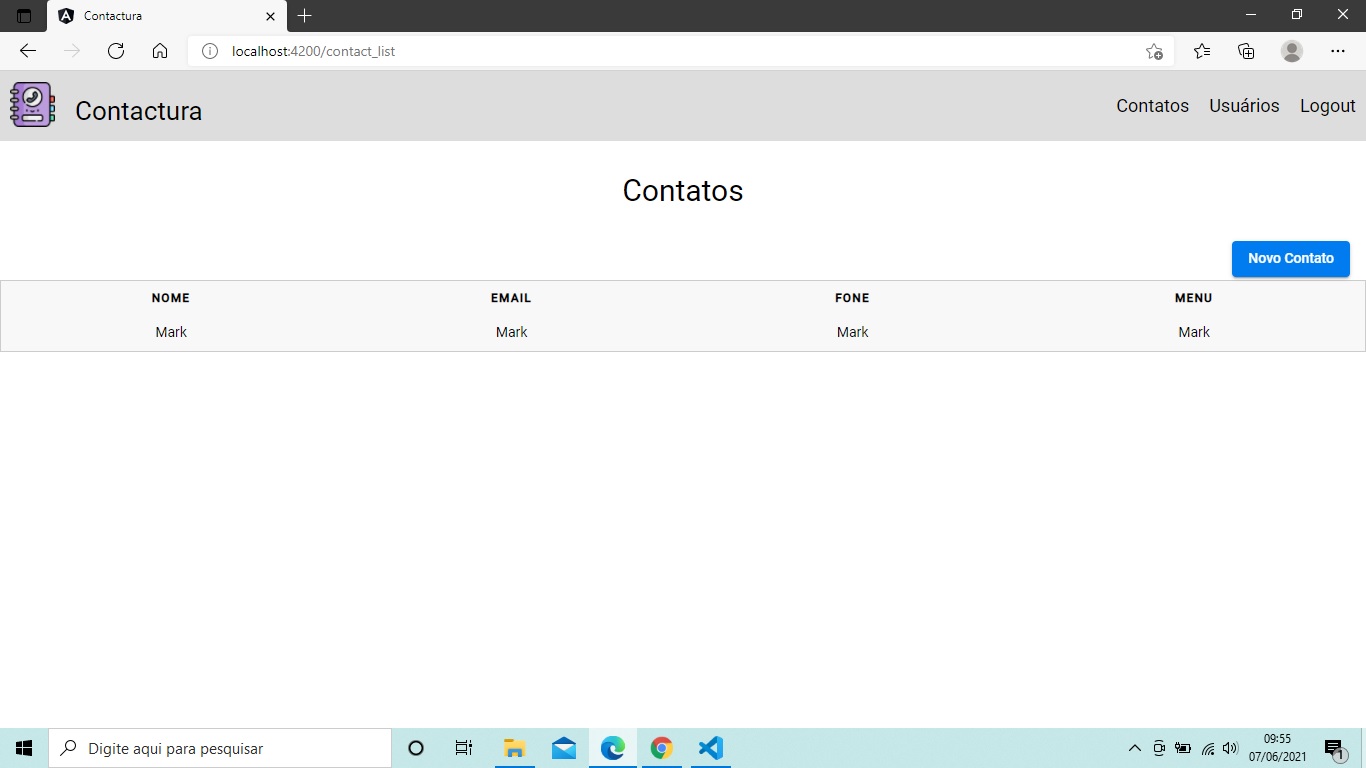 Contactura
localhost:4200/contact_list
Contactura
Contatos Usuários Logout
Contatos
Novo Contato
NOME EMAIL FONE MENU
Mark Mark Mark Mark
Digite aqui para pesquisar
09:55
07/06/2021
1